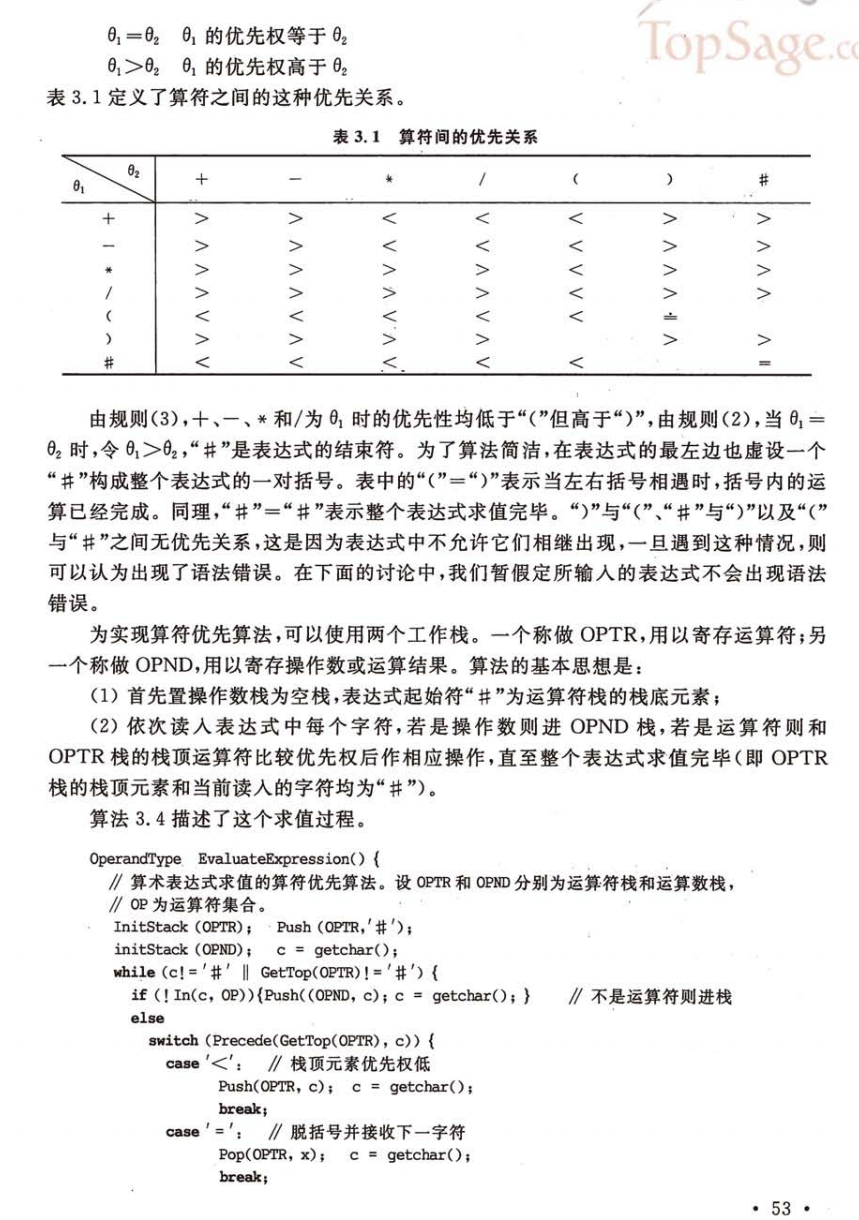 θ₁=θ₂ θ₁ 的优先权等于 θ₂
TopSage.co
θ₁>θ₂ θ₁ 的优先权高于 θ₂
表 3.1 定义了算符之间的这种优先关系。
表 3.1 算符间的优先关系
θ₁ θ₂ + − * / ( ) #
+ > > < < < > >
− > > < < < > >
* > > > > < > >
/ > > > > < > >
( < < < < < ≐
) > > > > > >
# < < < < < =
由规则(3),+、−、* 和/为 θ₁ 时的优先性均低于“(”但高于“)”,由规则(2),当 θ₁=
θ₂ 时,令 θ₁>θ₂,“#”是表达式的结束符。为了算法简洁,在表达式的最左边也虚设一个
“#”构成整个表达式的一对括号。表中的“(”=“)”表示当左右括号相遇时,括号内的运
算已经完成。同理,“#”=“#”表示整个表达式求值完毕。“)”与“(”、“#”与“)”以及“(”
与“#”之间无优先关系,这是因为表达式中不允许它们相继出现,一旦遇到这种情况,则
可以认为出现了语法错误。在下面的讨论中,我们暂假定所输入的表达式不会出现语法
错误。
为实现算符优先算法,可以使用两个工作栈。一个称做 OPTR,用以寄存运算符;另
一个称做 OPND,用以寄存操作数或运算结果。算法的基本思想是:
(1) 首先置操作数栈为空栈,表达式起始符“#”为运算符栈的栈底元素;
(2) 依次读入表达式中每个字符,若是操作数则进 OPND 栈,若是运算符则和
OPTR 栈的栈顶运算符比较优先权后作相应操作,直至整个表达式求值完毕(即 OPTR
栈的栈顶元素和当前读入的字符均为“#”)。
算法 3.4 描述了这个求值过程。
OperandType EvaluateExpression() {
// 算术表达式求值的算符优先算法。设 OPTR 和 OPND 分别为运算符栈和运算数栈,
// OP 为运算符集合。
InitStack (OPTR); Push (OPTR,'#');
initStack (OPND); c = getchar();
while (c!='#' ‖ GetTop(OPTR)!='#') {
if (!In(c, OP)){Push((OPND, c); c = getchar(); } // 不是运算符则进栈
else
switch (Precede(GetTop(OPTR), c)) {
case '<': // 栈顶元素优先权低
Push(OPTR, c); c = getchar();
break;
case '=': // 脱括号并接收下一字符
Pop(OPTR, x); c = getchar();
break;
• 53 •